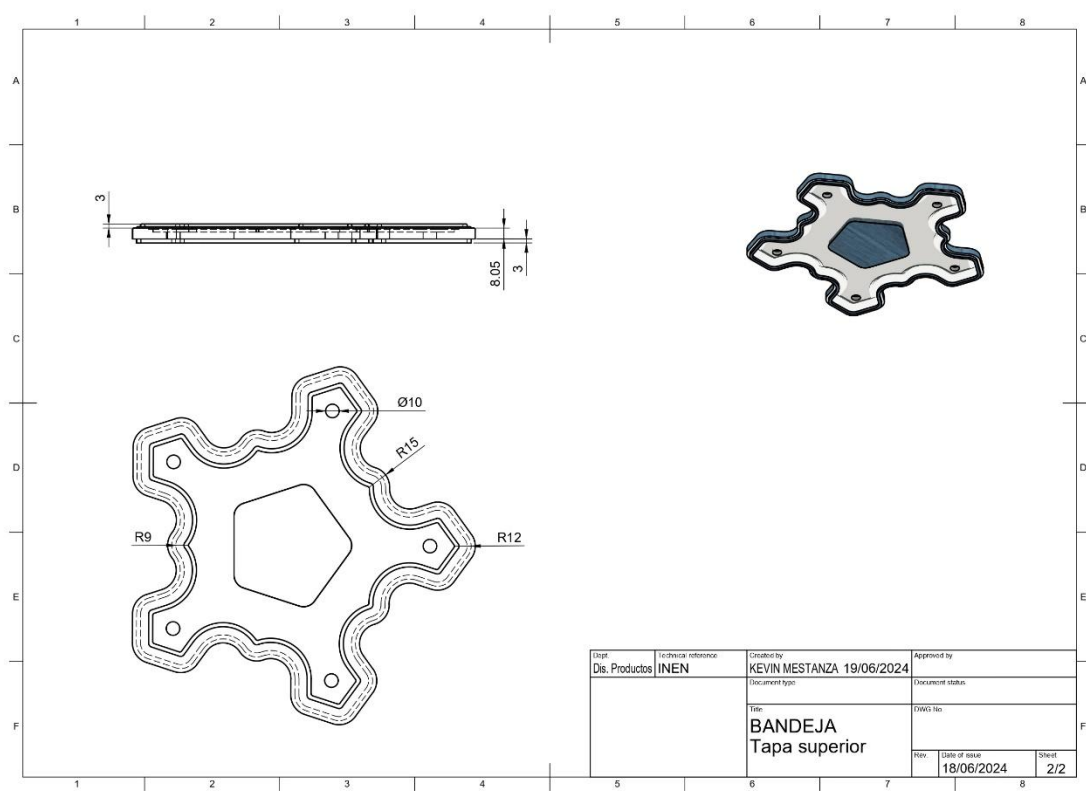 1 2 3 4 5 6 7 8
A A
B B
C C
D D
E E
F F
3
8.05
3
Ø10
R15
R9
R12
Dept.
Dis. Productos
Technical reference
INEN
Created by
KEVIN MESTANZA 19/06/2024
Approved by
Document type
Document status
Title
BANDEJA
Tapa superior
DWG No.
Rev.
Date of issue
18/06/2024
Sheet
2/2
1 2 3 4 5 6 7 8